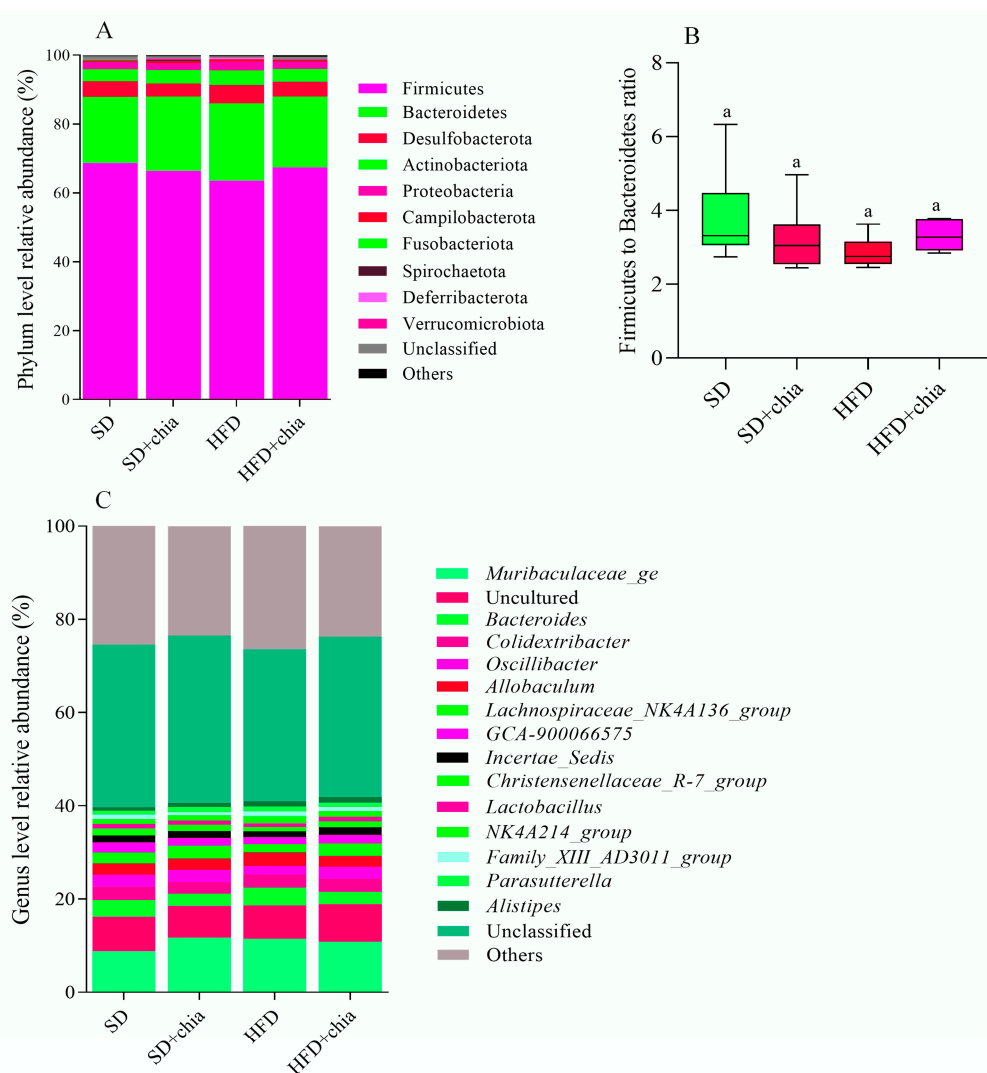 A
Phylum level relative abundance (%)
100
80
60
40
20
0
SD
SD+chia
HFD
HFD+chia
Firmicutes
Bacteroidetes
Desulfobacterota
Actinobacteriota
Proteobacteria
Campilobacterota
Fusobacteriota
Spirochaetota
Deferribacterota
Verrucomicrobiota
Unclassified
Others
B
Firmicutes to Bacteroidetes ratio
8
6
4
2
0
a
a
a
a
SD
SD+chia
HFD
HFD+chia
C
Genus level relative abundance (%)
100
80
60
40
20
0
SD
SD+chia
HFD
HFD+chia
Muribaculaceae_ge
Uncultured
Bacteroides
Colidextribacter
Oscillibacter
Allobaculum
Lachnospiraceae_NK4A136_group
GCA-900066575
Incertae_Sedis
Christensenellaceae_R-7_group
Lactobacillus
NK4A214_group
Family_XIII_AD3011_group
Parasutterella
Alistipes
Unclassified
Others